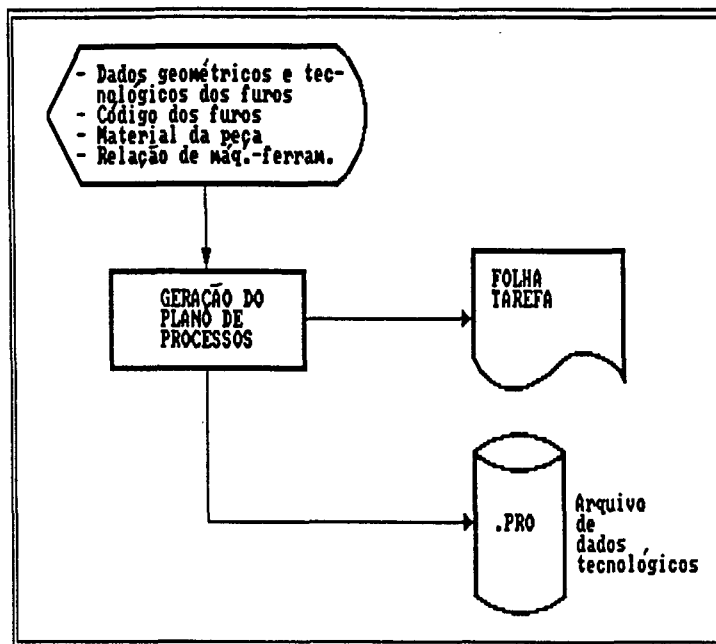 - Dados geométricos e tec-
nológicos dos furos
- Código dos furos
- Material da peça
- Relação de máq.-ferram.
GERAÇÃO DO
PLANO DE
PROCESSOS
FOLHA
TAREFA
.PRO
Arquivo
de
dados
tecnológicos